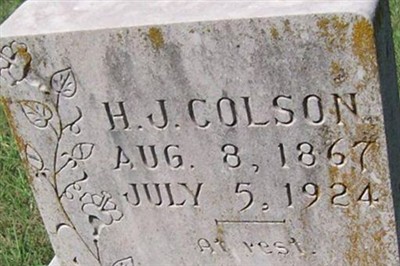 H. J. COLSON
AUG. 8, 1867
JULY 5, 1924
At rest.